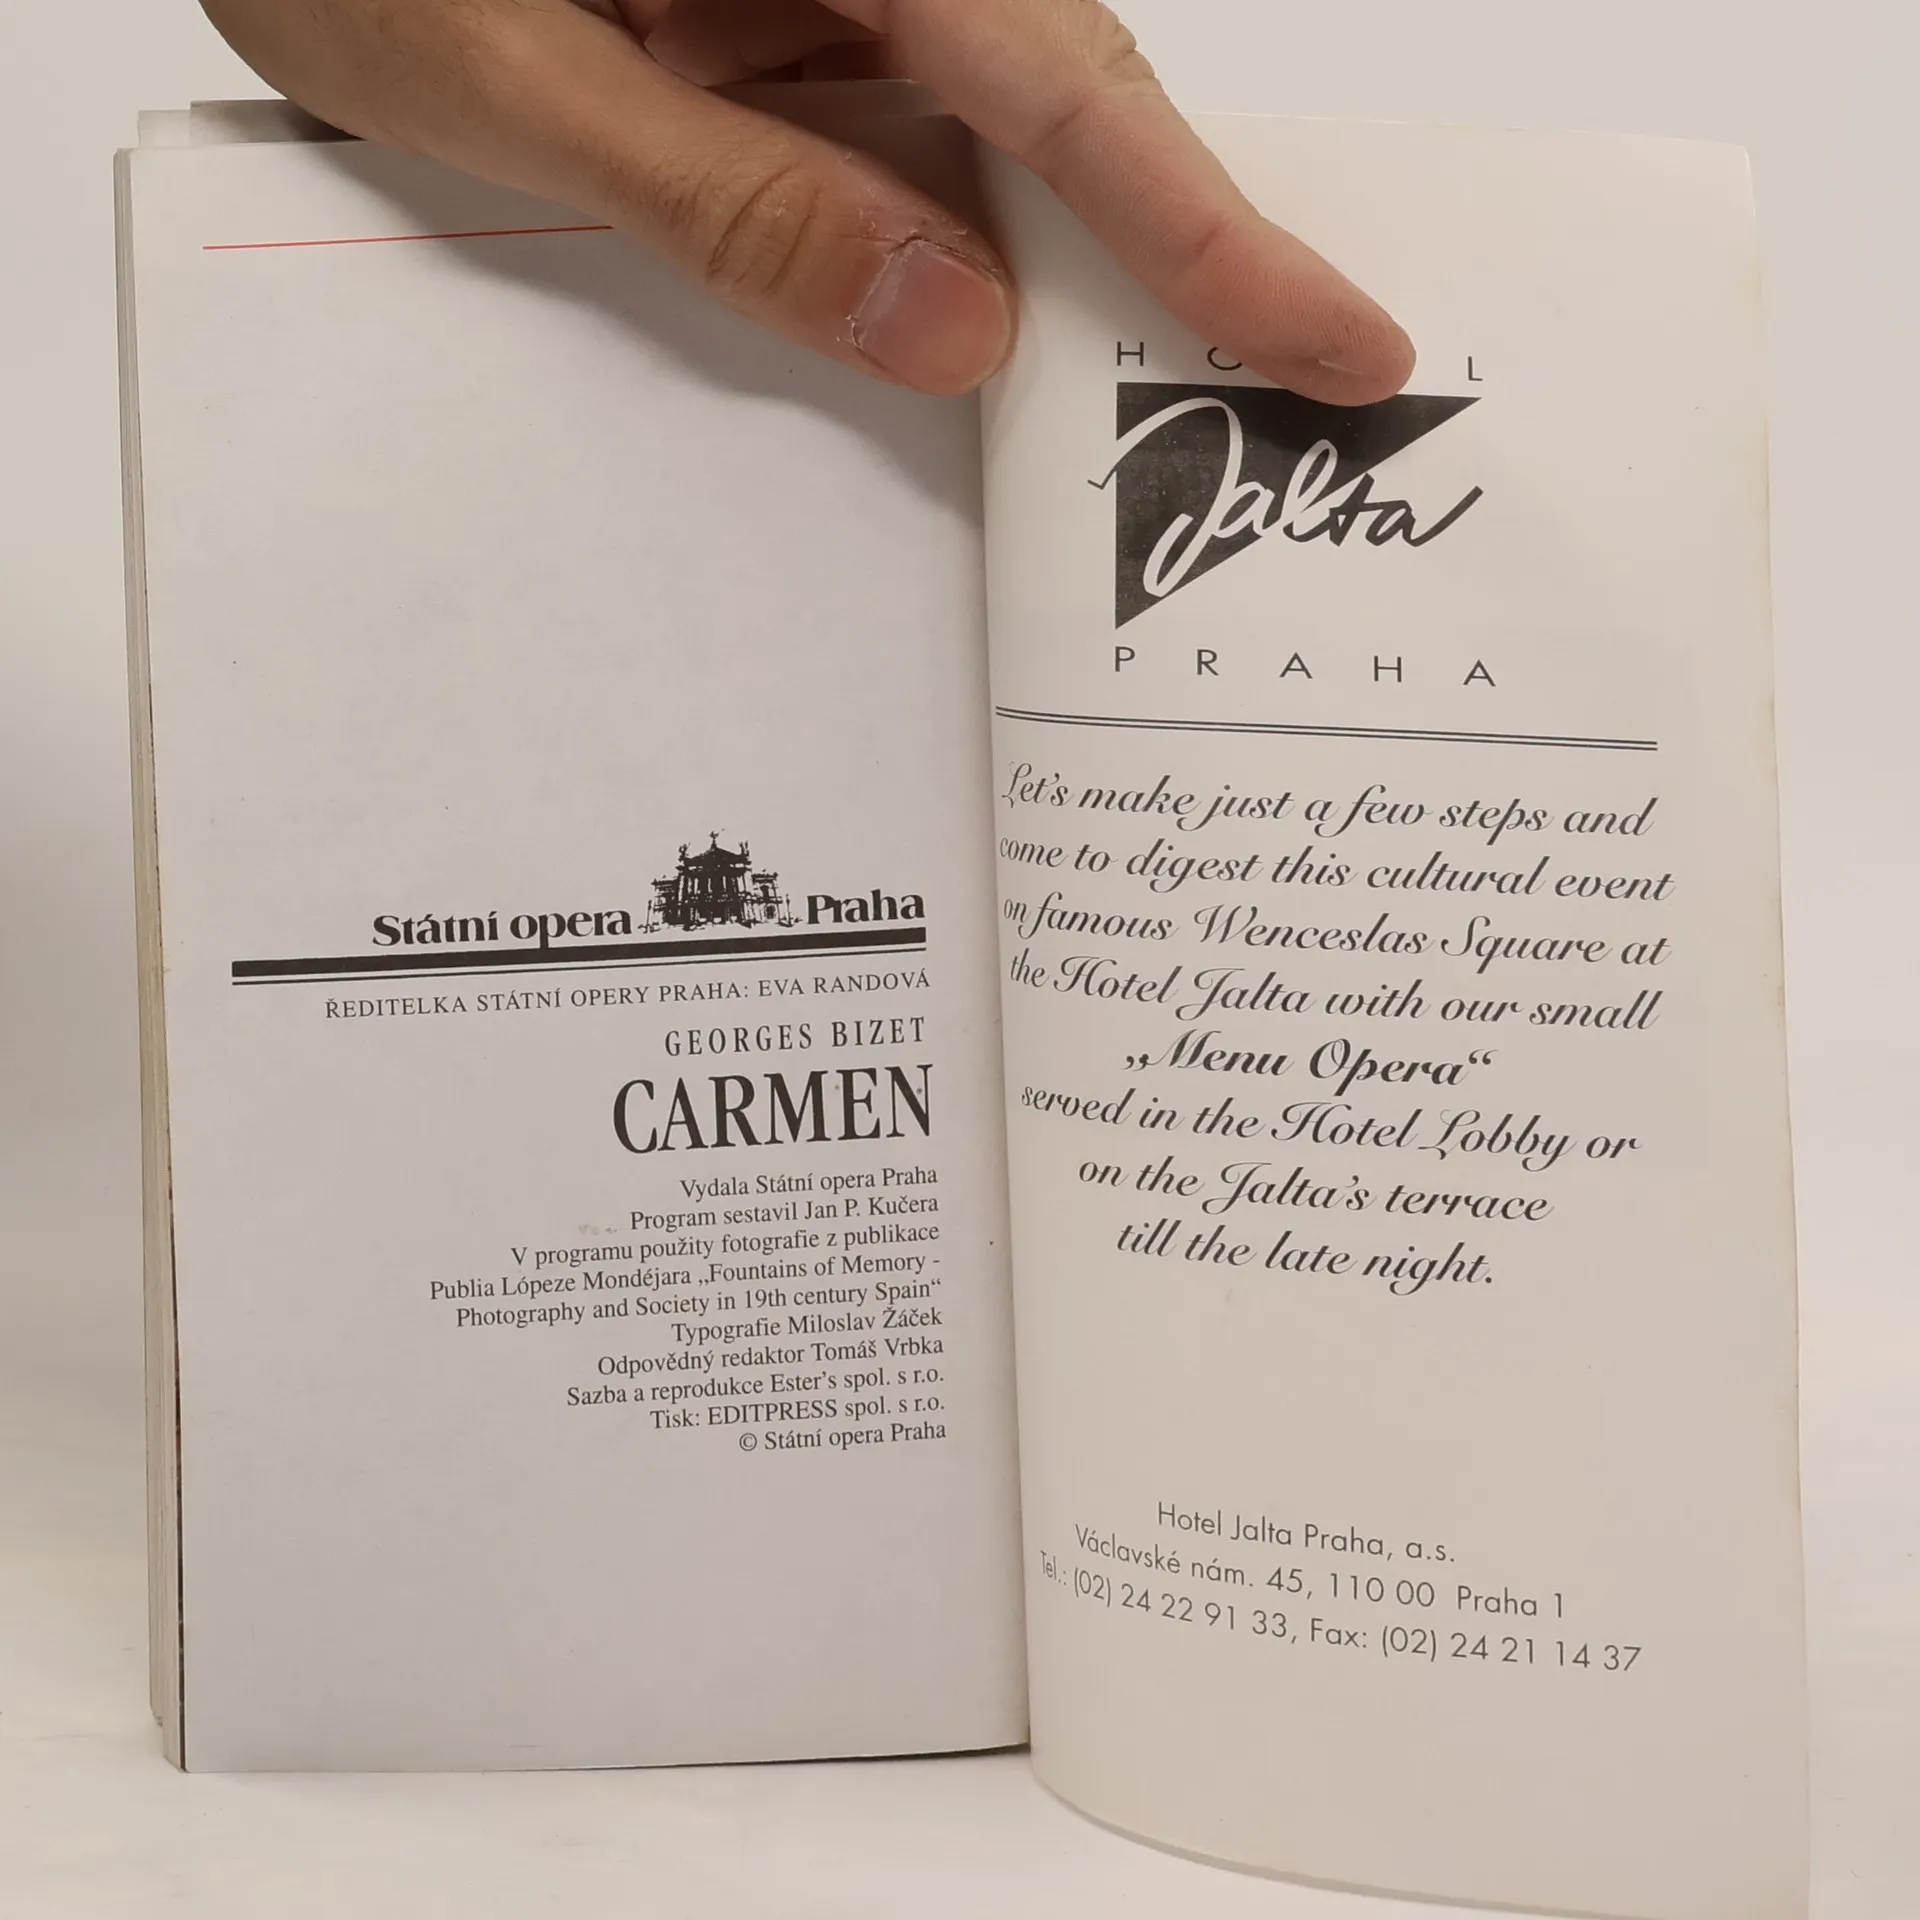 Státní opera Praha
ŘEDITELKA STÁTNÍ OPERY PRAHA: EVA RANDOVÁ
GEORGES BIZET
CARMEN
Vydala Státní opera Praha
Program sestavil Jan P. Kučera
V programu použity fotografie z publikace
Publia Lópeze Mondéjara „Fountains of Memory -
Photography and Society in 19th century Spain“
Typografie Miloslav Žáček
Odpovědný redaktor Tomáš Vrbka
Sazba a reprodukce Ester's spol. s r.o.
Tisk: EDITPRESS spol. s r.o.
© Státní opera Praha
Jalta
PRAHA
Let's make just a few steps and
come to digest this cultural event
on famous Wenceslas Square at
the Hotel Jalta with our small
„Menu Opera“
served in the Hotel Lobby or
on the Jalta's terrace
till the late night.
Hotel Jalta Praha, a.s.
Václavské nám. 45, 110 00 Praha 1
Tel.: (02) 24 22 91 33, Fax: (02) 24 21 14 37